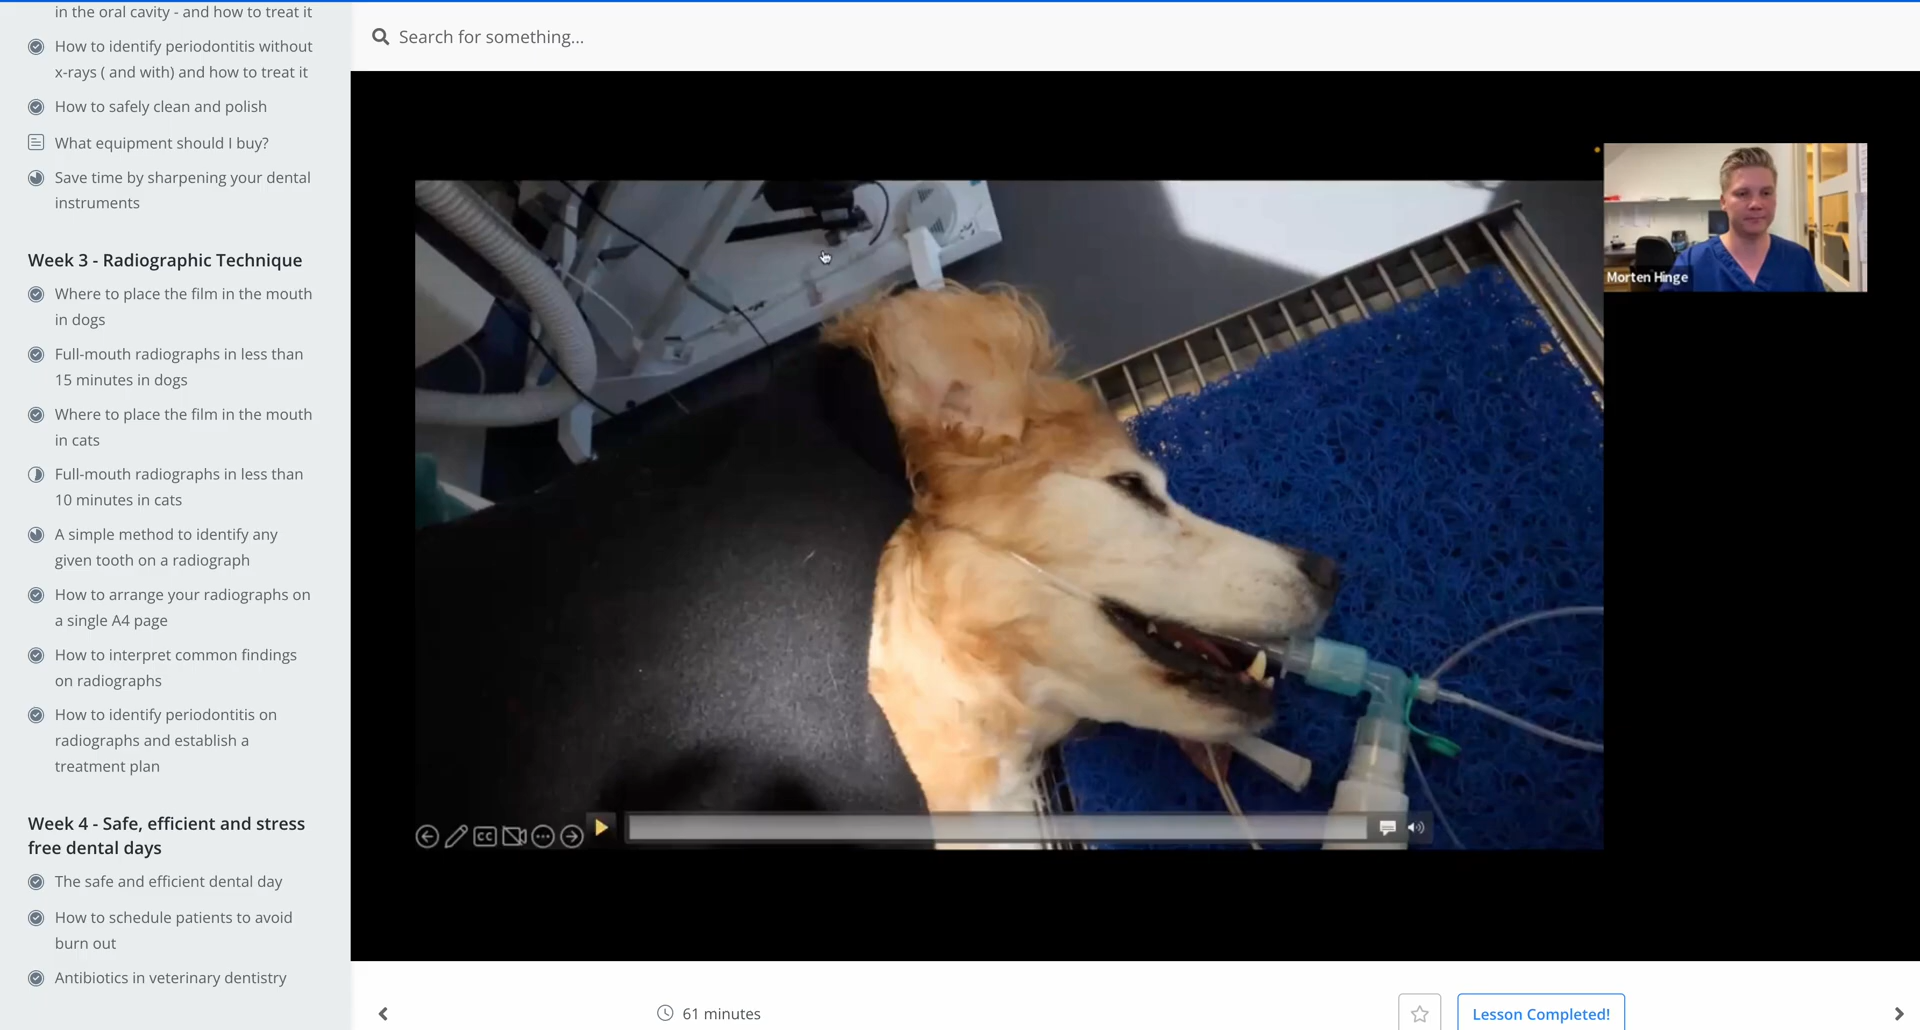 in the oral cavity - and how to treat it
How to identify periodontitis without
x-rays ( and with) and how to treat it
How to safely clean and polish
What equipment should I buy?
Save time by sharpening your dental
instruments
Week 3 - Radiographic Technique
Where to place the film in the mouth
in dogs
Full-mouth radiographs in less than
15 minutes in dogs
Where to place the film in the mouth
in cats
Full-mouth radiographs in less than
10 minutes in cats
A simple method to identify any
given tooth on a radiograph
How to arrange your radiographs on
a single A4 page
How to interpret common findings
on radiographs
How to identify periodontitis on
radiographs and establish a
treatment plan
Week 4 - Safe, efficient and stress
free dental days
The safe and efficient dental day
How to schedule patients to avoid
burn out
Antibiotics in veterinary dentistry
Search for something...
Morten Hinge
CC
61 minutes
Lesson Completed!